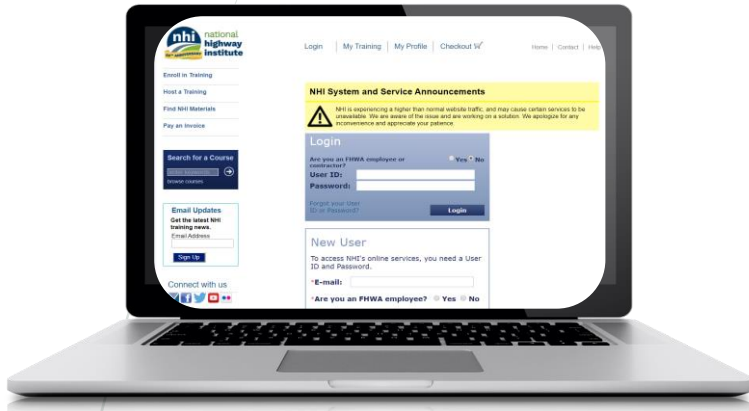 nhi
national
highway
institute
Login | My Training | My Profile | Checkout
Home | Contact | Help
Enroll in Training
Host a Training
Find NHI Materials
Pay an Invoice
NHI System and Service Announcements
NHI is experiencing a higher than normal website traffic, and may cause certain services to be
unavailable. We are aware of the issue and are working on a solution. We apologize for any
inconvenience and appreciate your patience.
Login
Are you an FHWA employee or
contractor?
Yes No
User ID:
Password:
Forgot your User
ID or Password?
Login
Search for a Course
browse courses
Email Updates
Get the latest NHI
training news.
Email Address
Sign Up
Connect with us
New User
To access NHI's online services, you need a User
ID and Password.
*E-mail:
*Are you an FHWA employee? Yes No